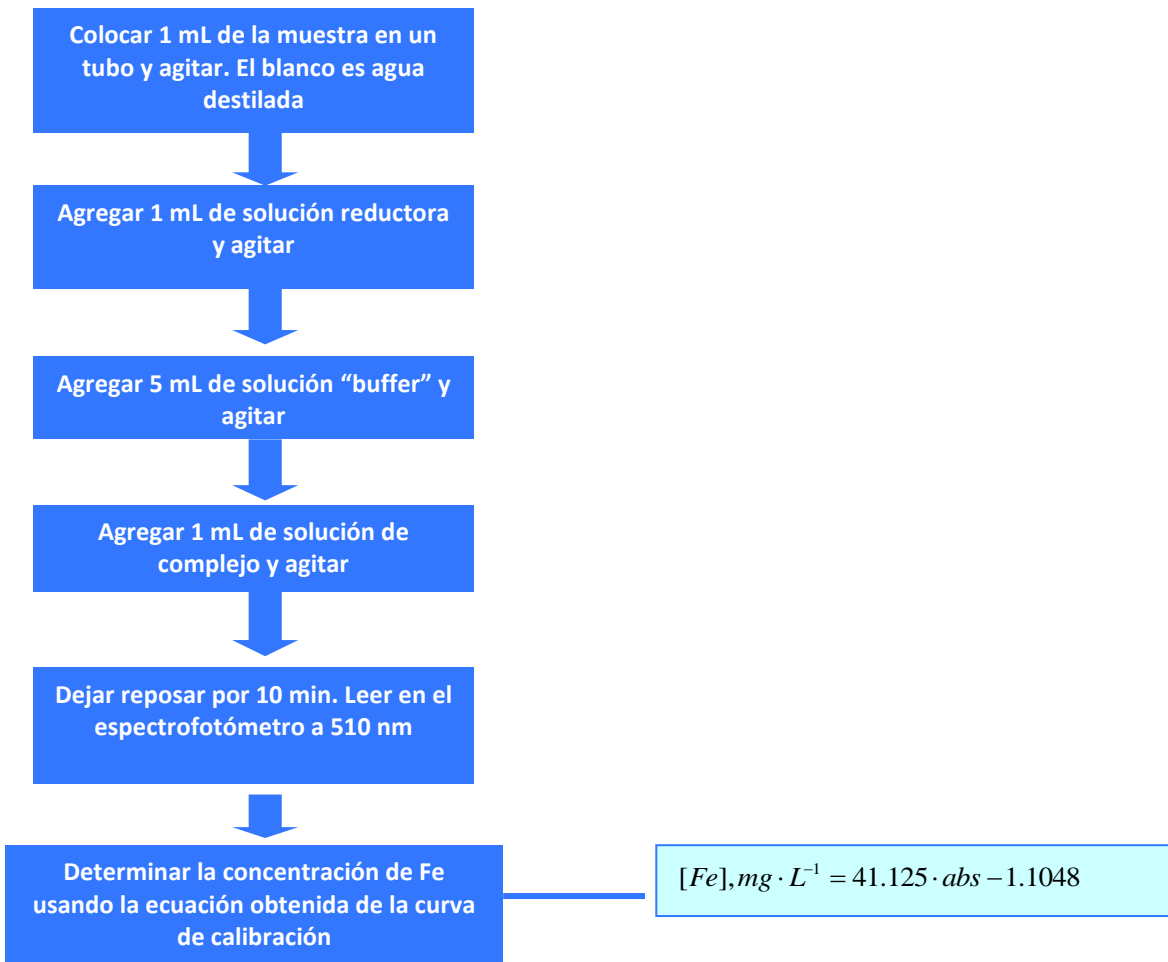 Colocar 1 mL de la muestra en un
tubo y agitar. El blanco es agua
destilada
Agregar 1 mL de solución reductora
y agitar
Agregar 5 mL de solución “buffer” y
agitar
Agregar 1 mL de solución de
complejo y agitar
Dejar reposar por 10 min. Leer en el
espectrofotómetro a 510 nm
Determinar la concentración de Fe
usando la ecuación obtenida de la curva
de calibración
[Fe], mg · L⁻¹ = 41.125 · abs − 1.1048